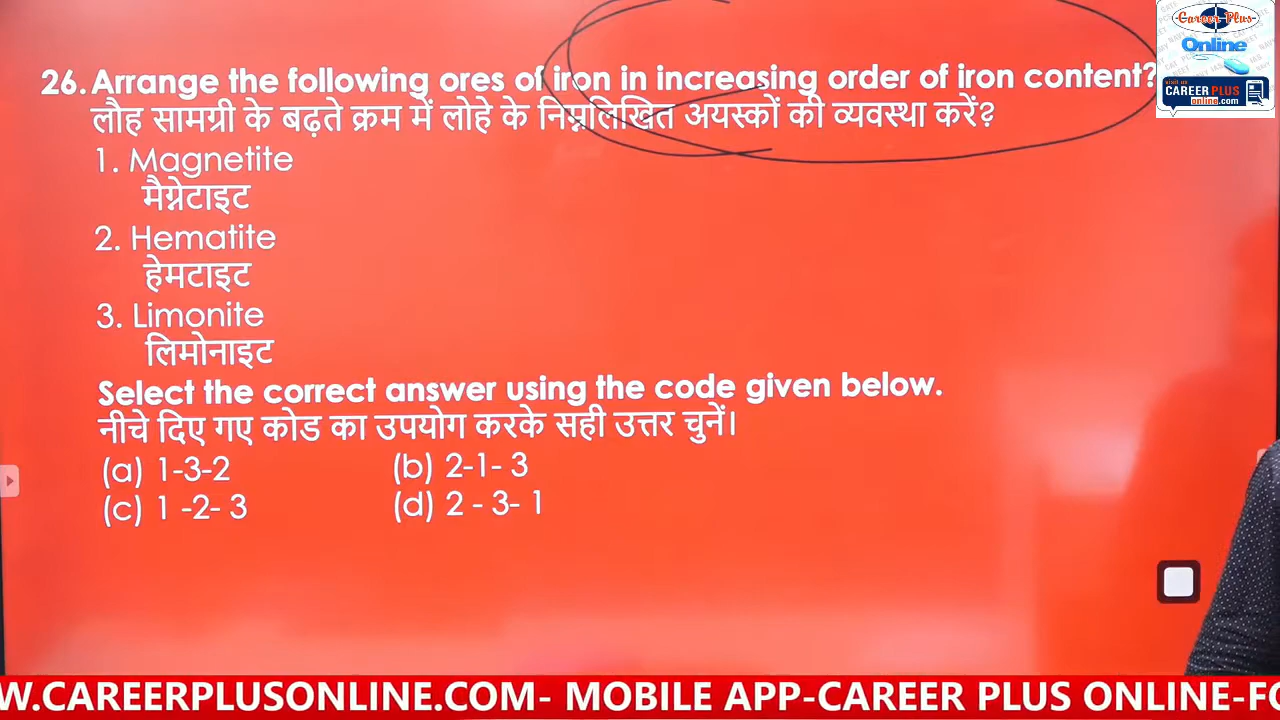 26. Arrange the following ores of iron in increasing order of iron content?
लौह सामग्री के बढ़ते क्रम में लोहे के निम्नलिखित अयस्कों की व्यवस्था करें?
1. Magnetite
मैग्नेटाइट
2. Hematite
हेमटाइट
3. Limonite
लिमोनाइट
Select the correct answer using the code given below.
नीचे दिए गए कोड का उपयोग करके सही उत्तर चुनें।
(a) 1-3-2 (b) 2-1- 3
(c) 1 -2- 3 (d) 2 - 3- 1
Career Plus
Online
CAREER PLUS
online.com
W.CAREERPLUSONLINE.COM- MOBILE APP-CAREER PLUS ONLINE-FO